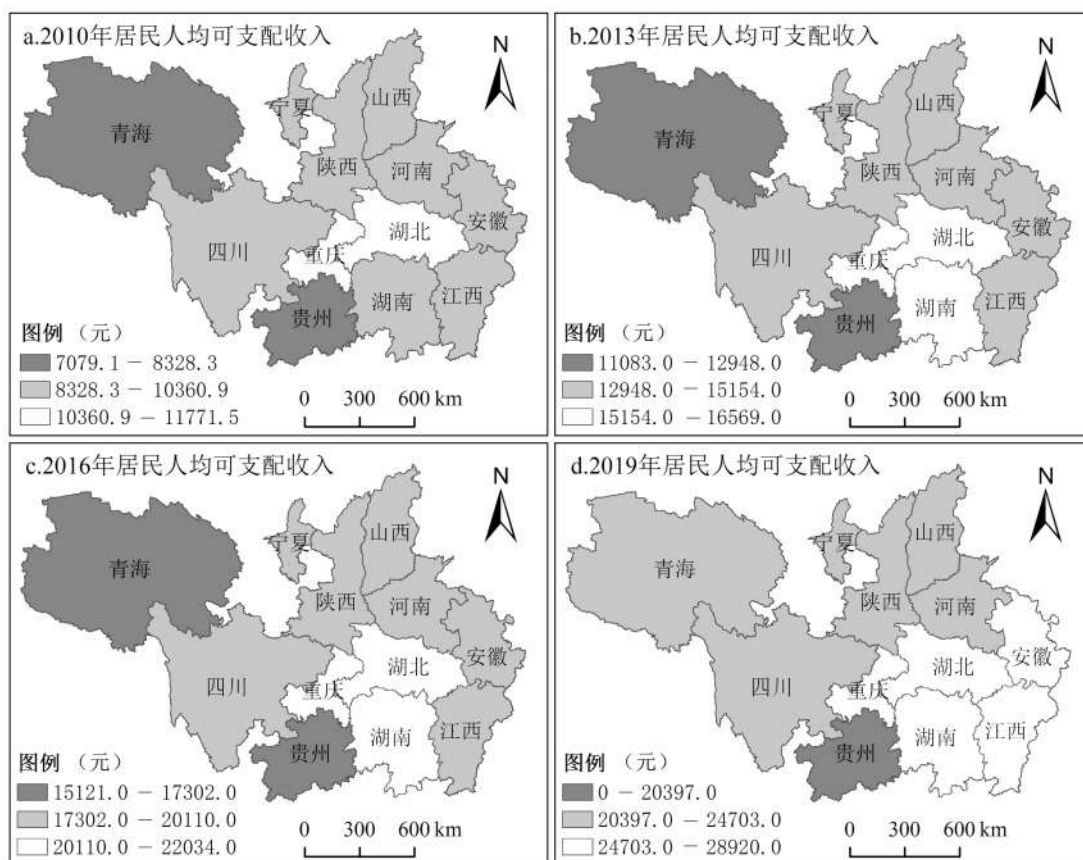 a.2010年居民人均可支配收入
N
青海
宁夏
山西
陕西
河南
安徽
四川
湖北
重庆
贵州
湖南
江西
图例 （元）
7079.1 － 8328.3
8328.3 － 10360.9
10360.9 － 11771.5
0 300 600 km
b.2013年居民人均可支配收入
N
青海
宁夏
山西
陕西
河南
安徽
四川
湖北
重庆
贵州
湖南
江西
图例 （元）
11083.0 － 12948.0
12948.0 － 15154.0
15154.0 － 16569.0
0 300 600 km
c.2016年居民人均可支配收入
N
青海
宁夏
山西
陕西
河南
安徽
四川
湖北
重庆
贵州
湖南
江西
图例 （元）
15121.0 － 17302.0
17302.0 － 20110.0
20110.0 － 22034.0
0 300 600 km
d.2019年居民人均可支配收入
N
青海
宁夏
山西
陕西
河南
安徽
四川
湖北
重庆
贵州
湖南
江西
图例 （元）
0 － 20397.0
20397.0 － 24703.0
24703.0 － 28920.0
0 300 600 km